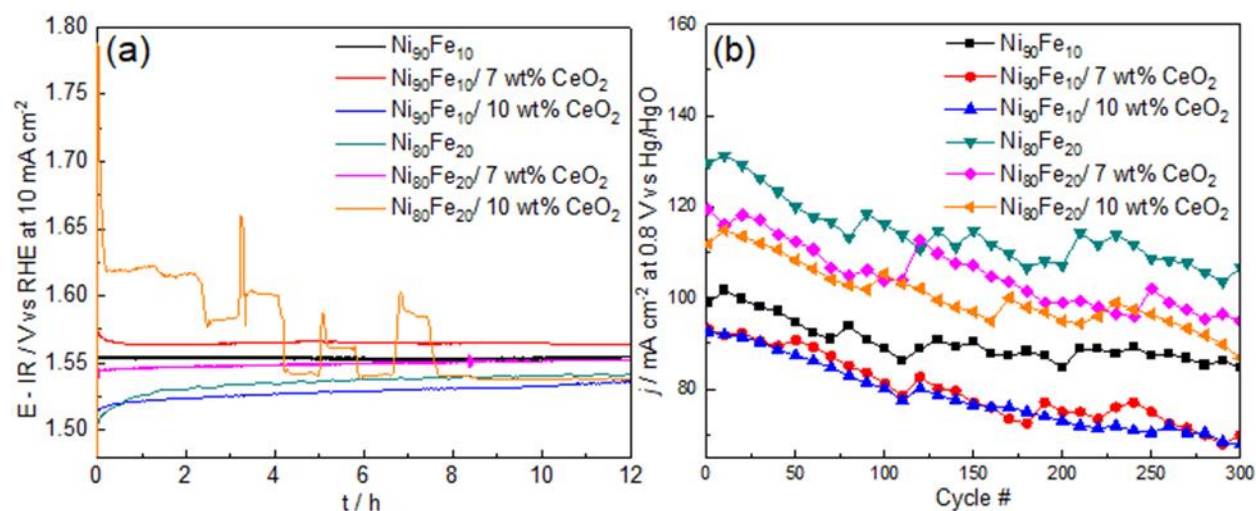 (a)
Ni₉₀Fe₁₀
Ni₉₀Fe₁₀/ 7 wt% CeO₂
Ni₉₀Fe₁₀/ 10 wt% CeO₂
Ni₈₀Fe₂₀
Ni₈₀Fe₂₀/ 7 wt% CeO₂
Ni₈₀Fe₂₀/ 10 wt% CeO₂
E - IR / V vs RHE at 10 mA cm⁻²
1.80
1.75
1.70
1.65
1.60
1.55
1.50
0 2 4 6 8 10 12
t / h
(b)
Ni₉₀Fe₁₀
Ni₉₀Fe₁₀/ 7 wt% CeO₂
Ni₉₀Fe₁₀/ 10 wt% CeO₂
Ni₈₀Fe₂₀
Ni₈₀Fe₂₀/ 7 wt% CeO₂
Ni₈₀Fe₂₀/ 10 wt% CeO₂
j / mA cm⁻² at 0.8 V vs Hg/HgO
160
140
120
100
80
0 50 100 150 200 250 300
Cycle #